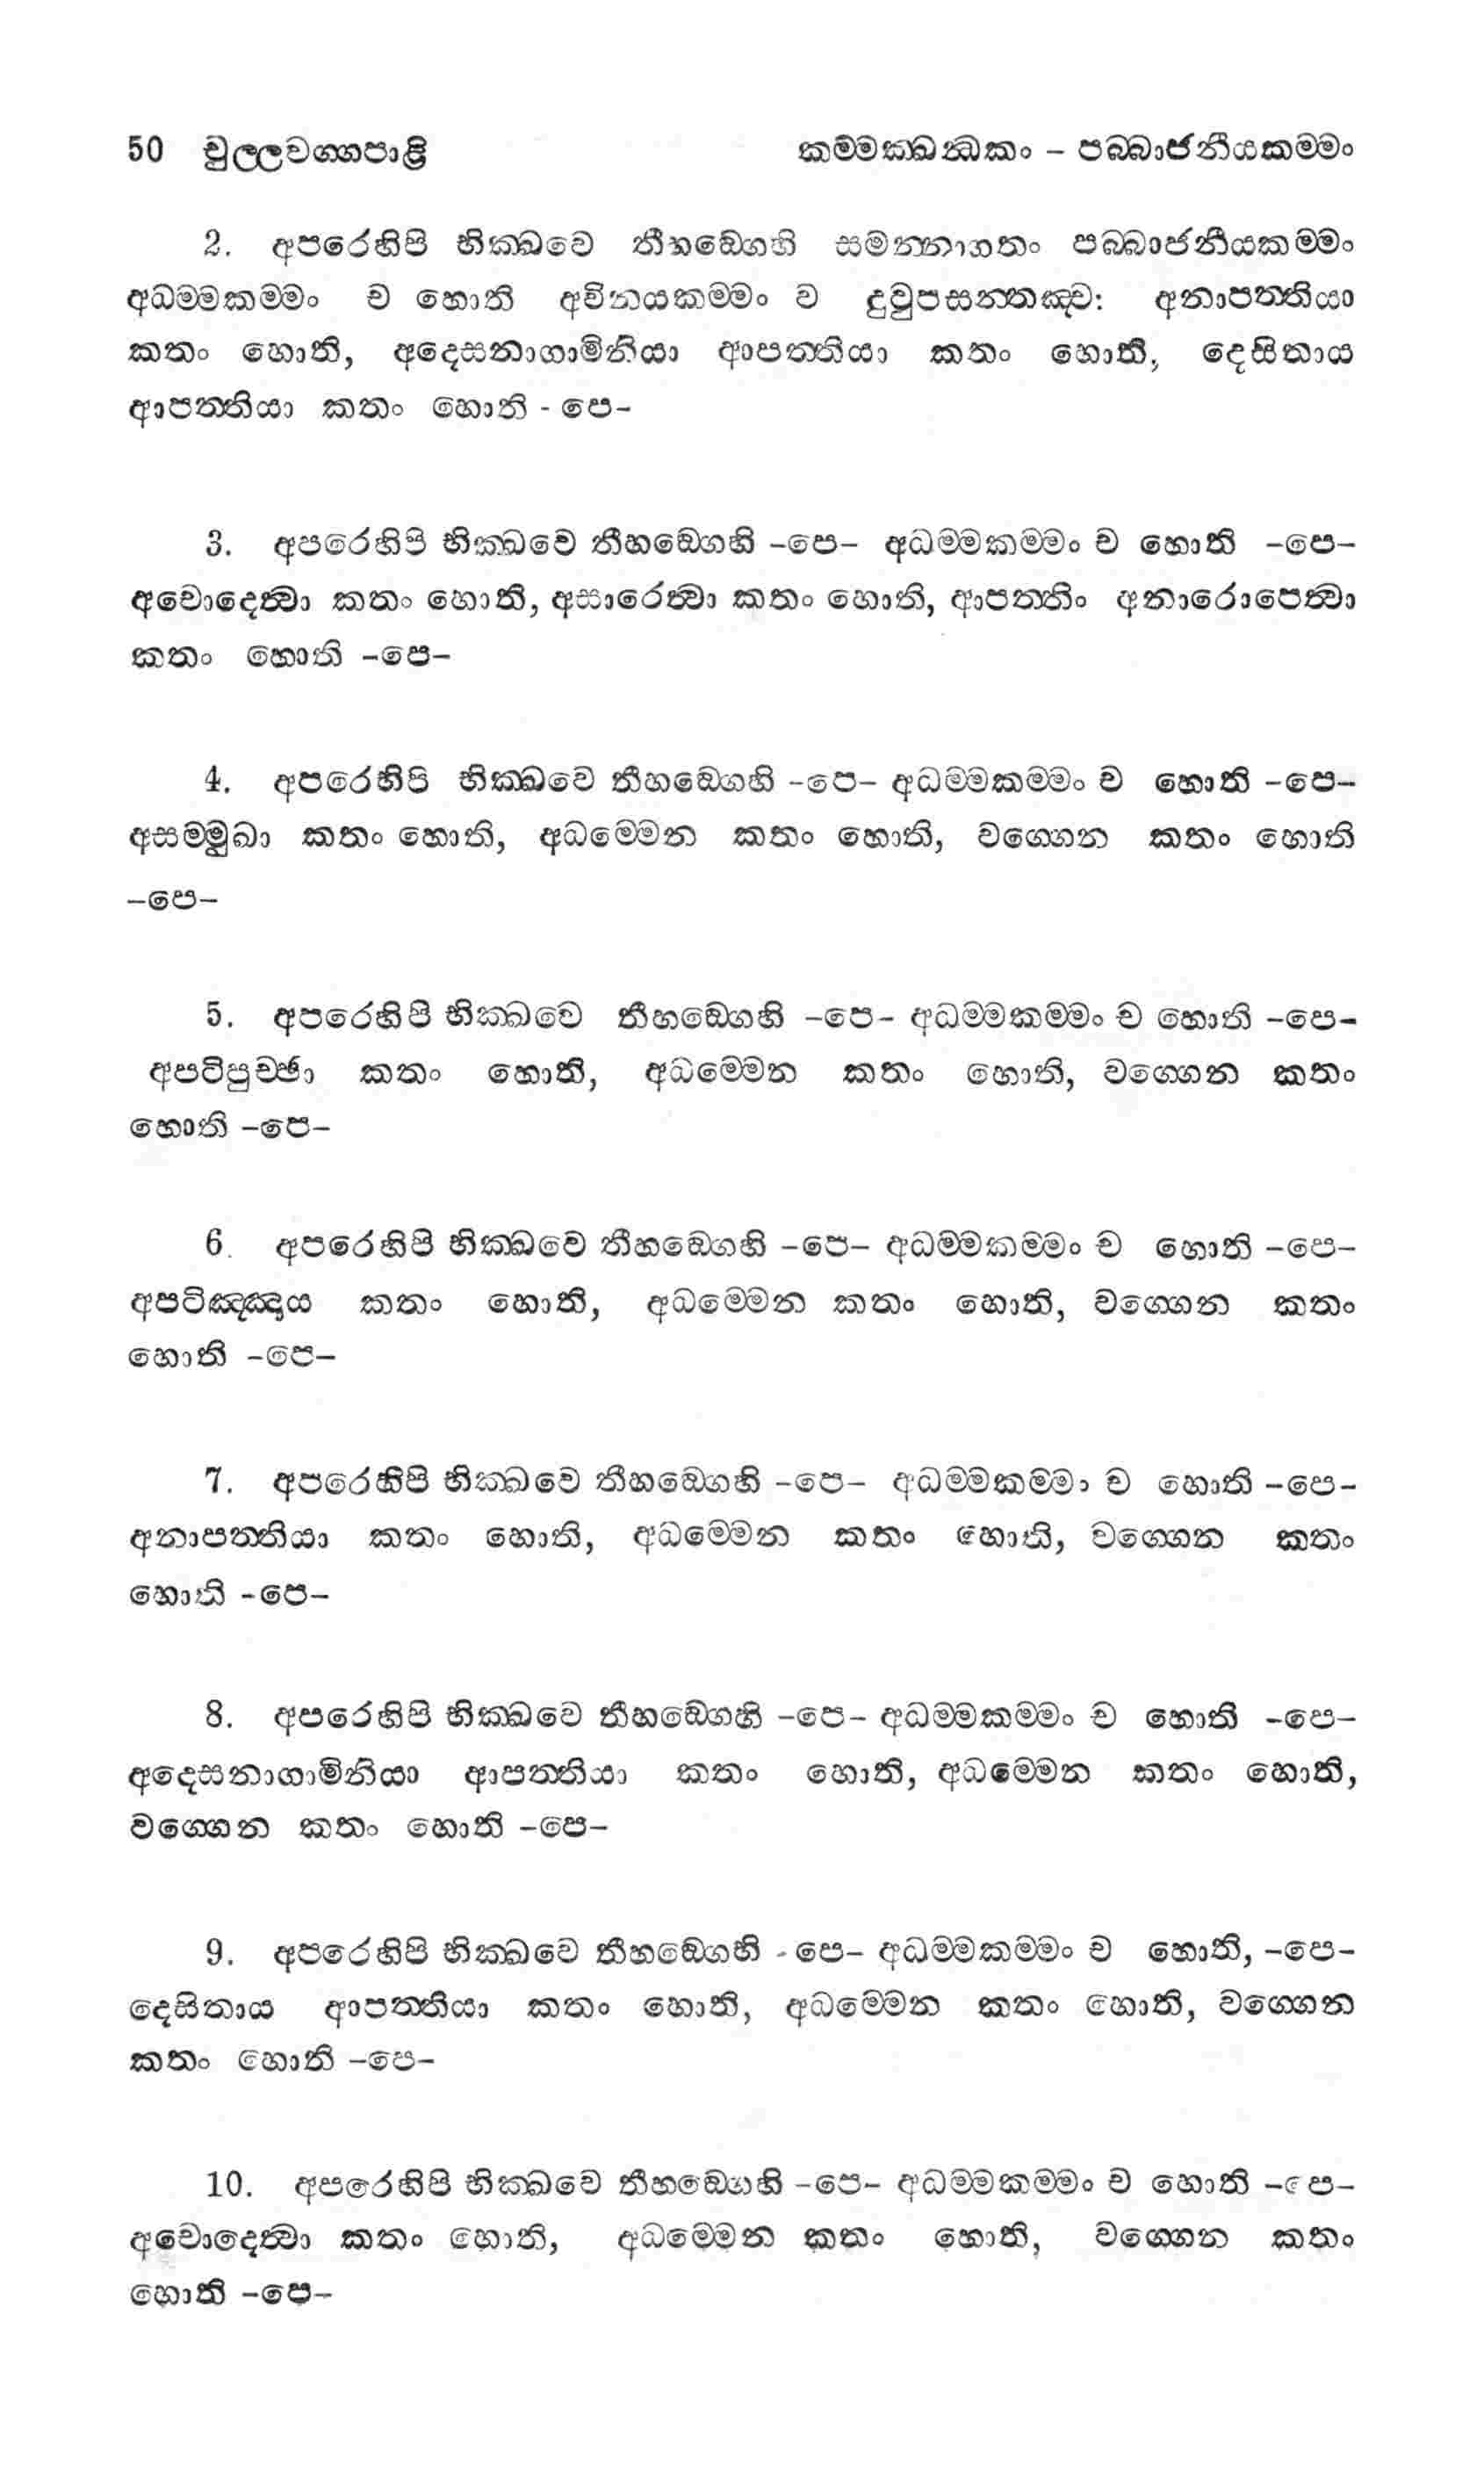 50 චුල්ලවග්ගපාළි කම්මක්ඛන්ධකං – පබ්බාජනීයකම්මං
2. අපරෙහිපි භික්ඛවෙ තීහඞ්ගෙහි සමන්නාගතං පබ්බාජනීයකම්මං
අධම්මකම්මං ච හොති අවිනයකම්මං ච දුවූපසන්තඤ්ච: අනාපත්තියා
කතං හොති, අදෙසනාගාමිනියා ආපත්තියා කතං හොති, දෙසිතාය
ආපත්තියා කතං හොති - පෙ–
3. අපරෙහිපි භික්ඛවෙ තීහඞ්ගෙහි –පෙ– අධම්මකම්මං ච හොති –පෙ–
අචොදෙත්වා කතං හොති, අසාරෙත්වා කතං හොති, ආපත්තිං අනාරොපෙත්වා
කතං හොති –පෙ–
4. අපරෙහිපි භික්ඛවෙ තීහඞ්ගෙහි –පෙ– අධම්මකම්මං ච හොති –පෙ–
අසම්මුඛා කතං හොති, අධම්මෙන කතං හොති, වග්ගෙන කතං හොති
–පෙ–
5. අපරෙහිපි භික්ඛවෙ තීහඞ්ගෙහි –පෙ– අධම්මකම්මං ච හොති –පෙ–
අපටිපුච්ඡා කතං හොති, අධම්මෙන කතං හොති, වග්ගෙන කතං
හොති –පෙ–
6. අපරෙහිපි භික්ඛවෙ තීහඞ්ගෙහි –පෙ– අධම්මකම්මං ච හොති –පෙ–
අපටිඤ්ඤාය කතං හොති, අධම්මෙන කතං හොති, වග්ගෙන කතං
හොති –පෙ–
7. අපරෙහිපි භික්ඛවෙ තීහඞ්ගෙහි –පෙ– අධම්මකම්මං ච හොති –පෙ–
අනාපත්තියා කතං හොති, අධම්මෙන කතං හොති, වග්ගෙන කතං
හොති –පෙ–
8. අපරෙහිපි භික්ඛවෙ තීහඞ්ගෙහි –පෙ– අධම්මකම්මං ච හොති –පෙ–
අදෙසනාගාමිනියා ආපත්තියා කතං හොති, අධම්මෙන කතං හොති,
වග්ගෙන කතං හොති –පෙ–
9. අපරෙහිපි භික්ඛවෙ තීහඞ්ගෙහි - පෙ– අධම්මකම්මං ච හොති, –පෙ–
දෙසිතාය ආපත්තියා කතං හොති, අධම්මෙන කතං හොති, වග්ගෙන
කතං හොති –පෙ–
10. අපරෙහිපි භික්ඛවෙ තීහඞ්ගෙහි –පෙ– අධම්මකම්මං ච හොති –පෙ–
අචොදෙත්වා කතං හොති, අධම්මෙන කතං හොති, වග්ගෙන කතං
හොති –පෙ–